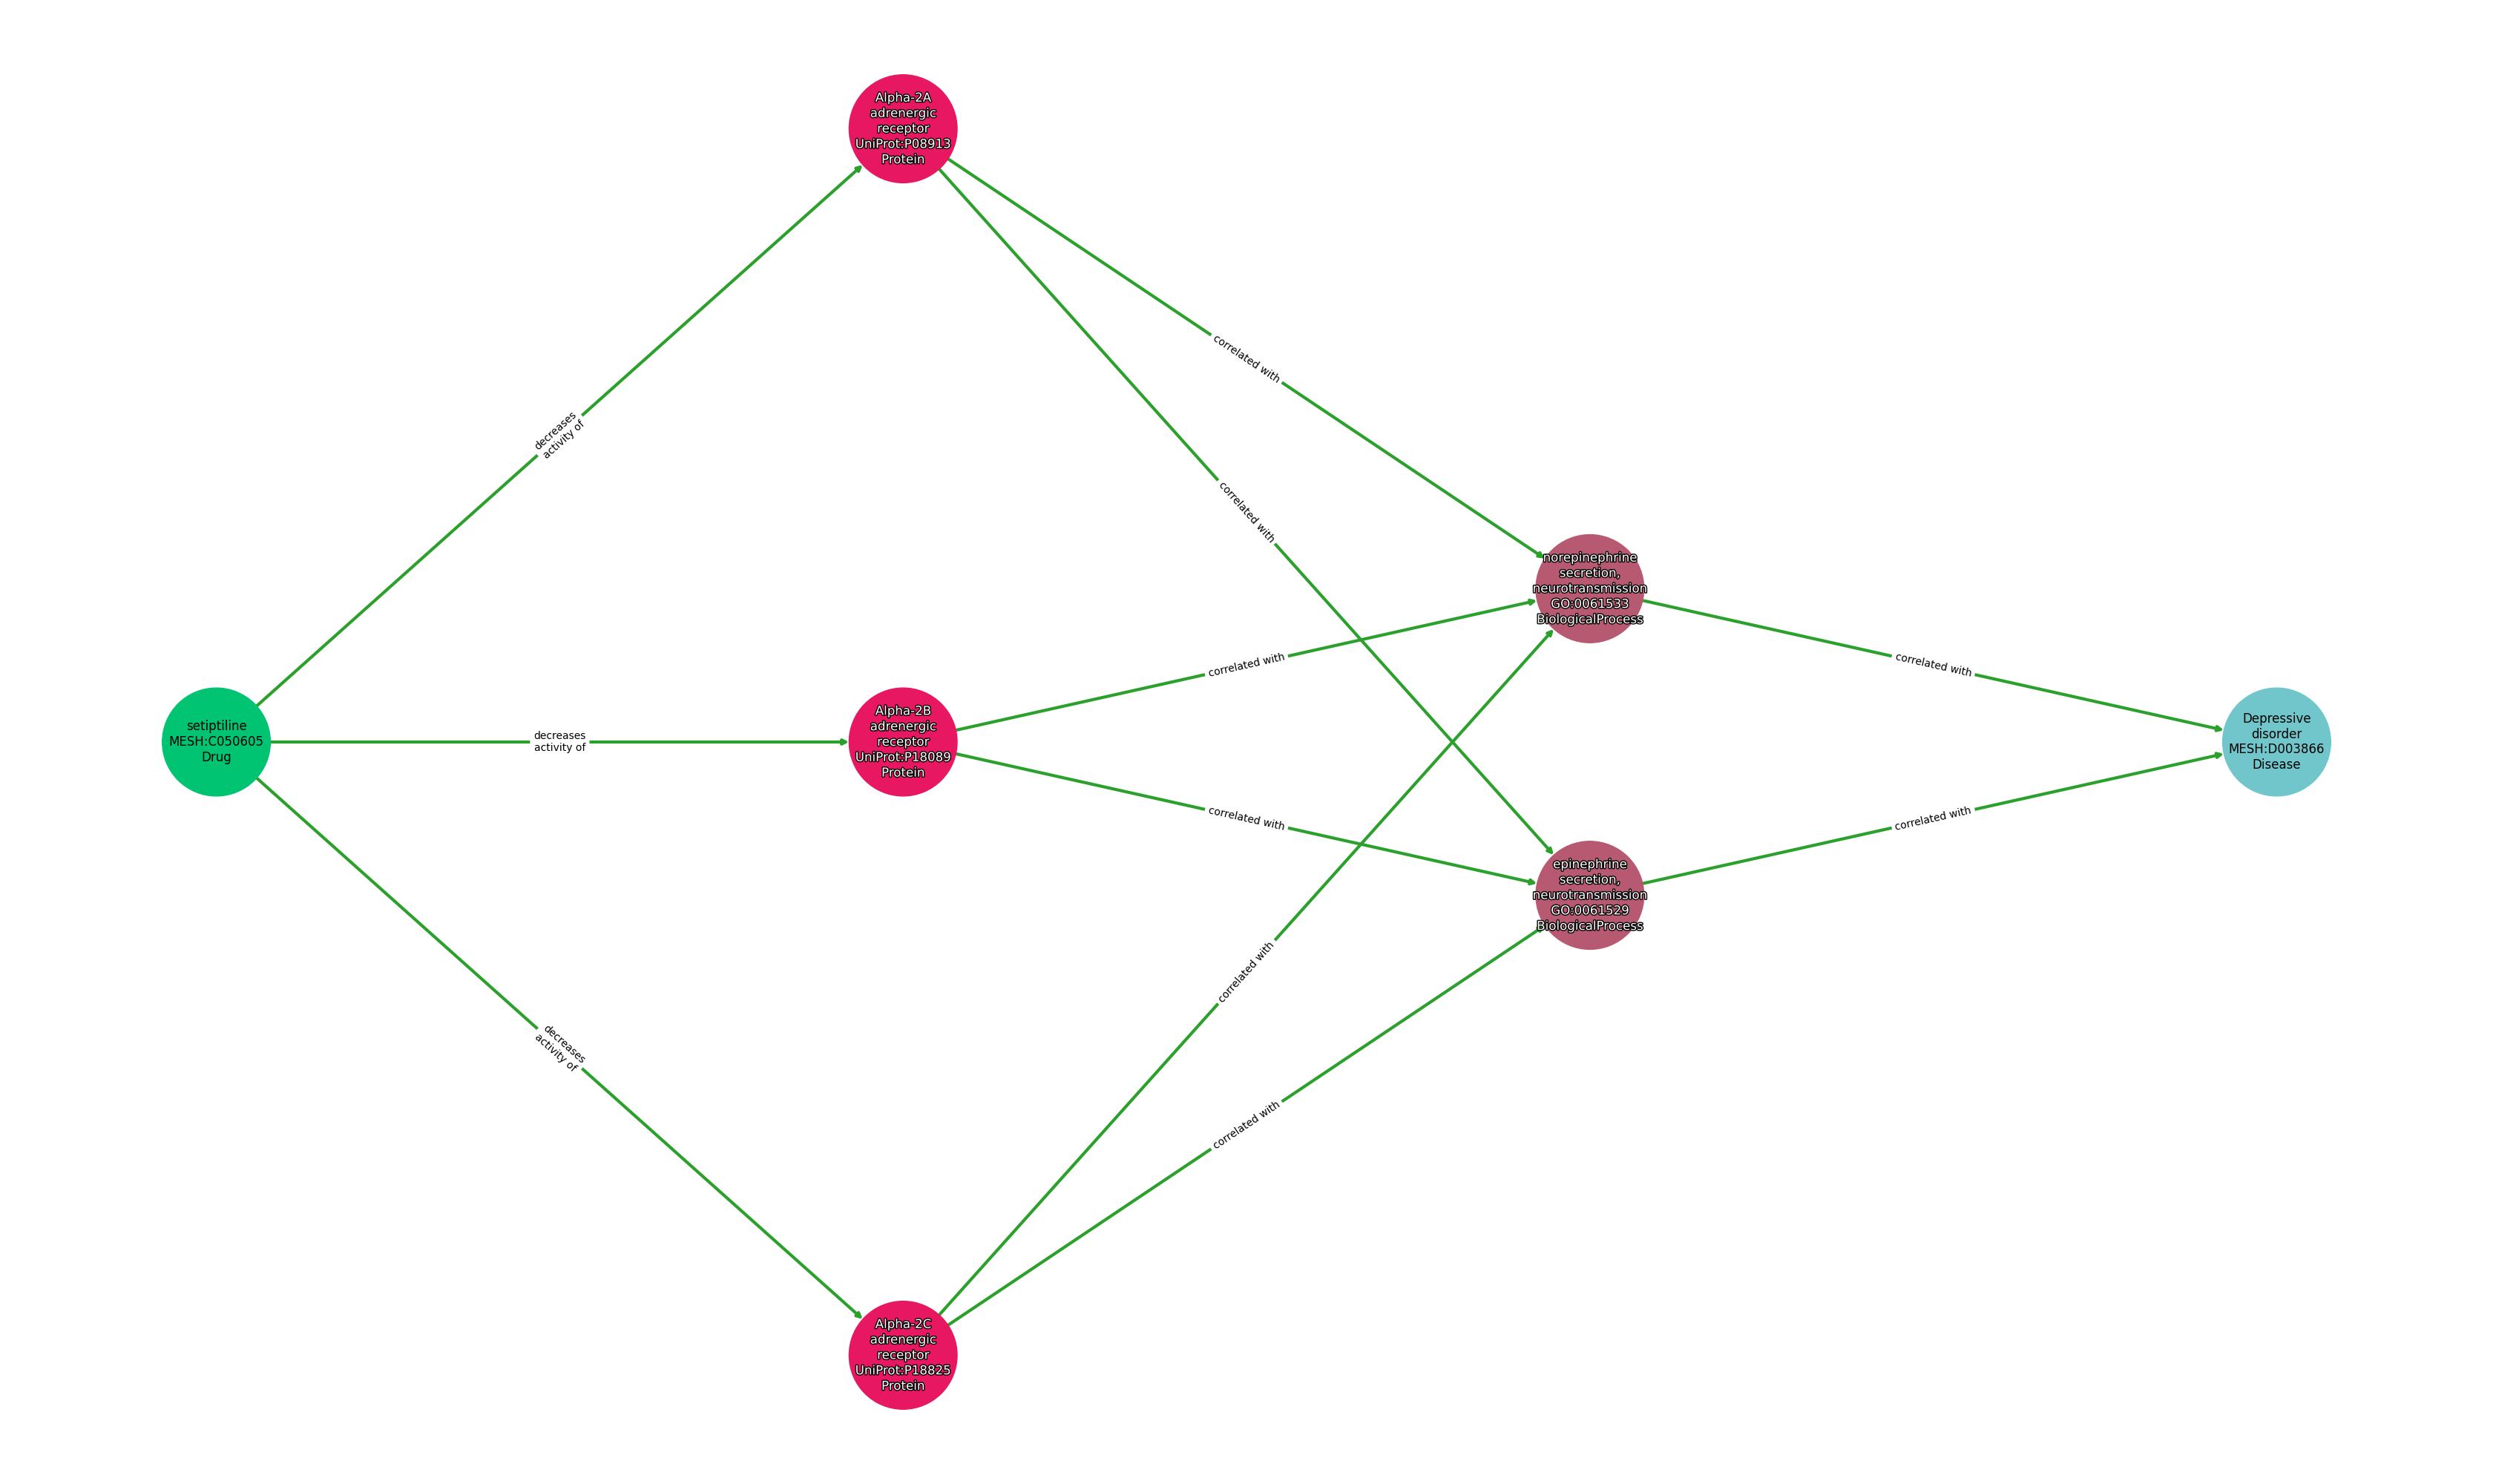 Alpha-2A
adrenergic
receptor
UniProt:P08913
Protein
correlated with
decreases
activity of
correlated with
norepinephrine
secretion,
neurotransmission
GO:0061533
BiologicalProcess
correlated with
correlated with
setiptiline
MESH:C050605
Drug
decreases
activity of
Alpha-2B
adrenergic
receptor
UniProt:P18089
Protein
Depressive
disorder
MESH:D003866
Disease
correlated with
correlated with
epinephrine
secretion,
neurotransmission
GO:0061529
BiologicalProcess
correlated with
decreases
activity of
correlated with
Alpha-2C
adrenergic
receptor
UniProt:P18825
Protein